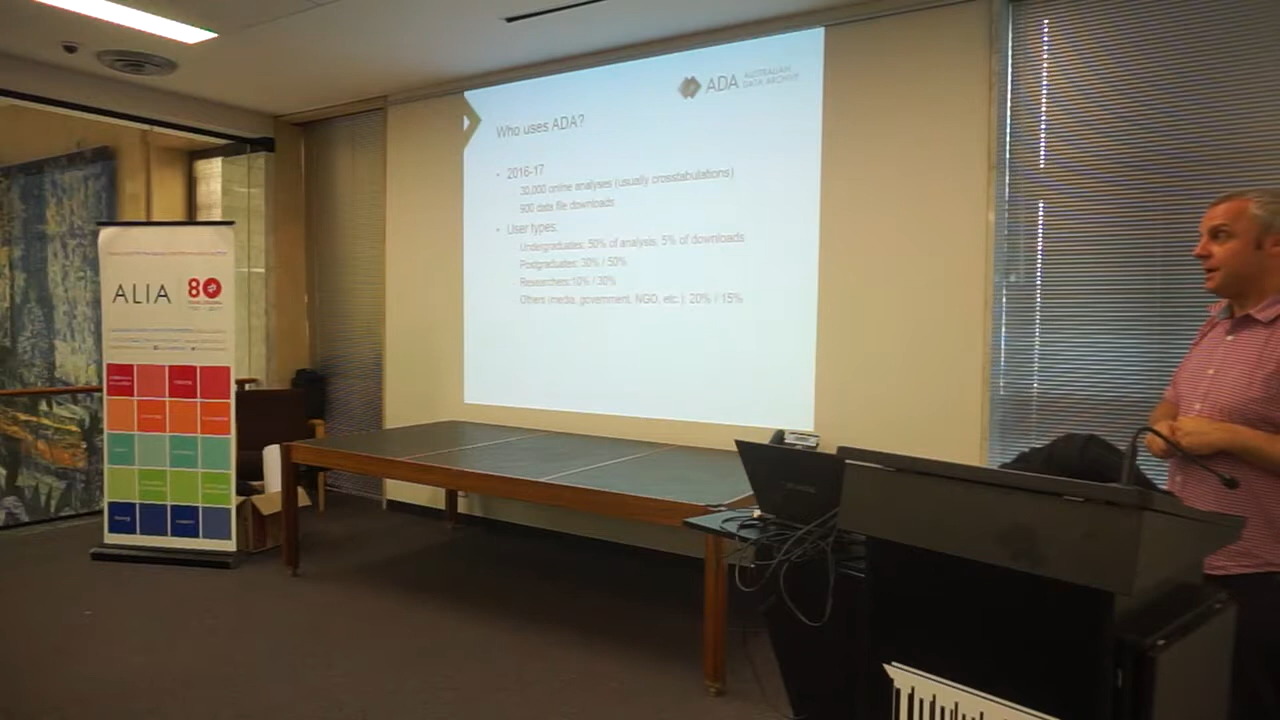 ADA AUSTRALIAN
DATA ARCHIVE
Who uses ADA?
• 2016-17
30,000 online analyses (usually crosstabulations)
900 data file downloads
• User types:
Undergraduates: 50% of analysis, 5% of downloads
Postgraduates: 30% / 50%
Researchers:10% / 30%
Others (media, government, NGO, etc.): 20% / 15%
ALIA 80